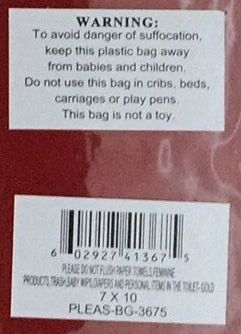 WARNING:
To avoid danger of suffocation,
keep this plastic bag away
from babies and children.
Do not use this bag in cribs, beds,
carriages or play pens.
This bag is not a toy.
6 02927 41367 5
PLEASE DO NOT FLUSH PAPER TOWELS, FEMININE
PRODUCTS, TRASH, BABY WIPS, DIAPERS AND PERSONAL ITEMS IN THE TOILET- GOLD
7 X 10
PLEAS-BG-3675